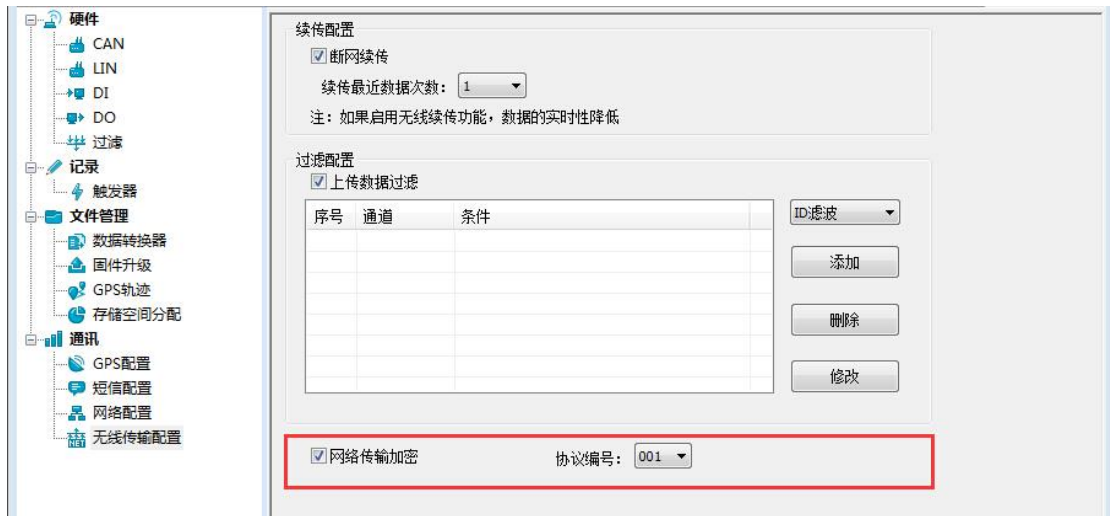 硬件
CAN
LIN
DI
DO
过滤
记录
触发器
文件管理
数据转换器
固件升级
GPS轨迹
存储空间分配
通讯
GPS配置
短信配置
网络配置
NET 无线传输配置
续传配置
断网续传
续传最近数据次数: 1
注: 如果启用无线续传功能, 数据的实时性降低
过滤配置
上传数据过滤
序号 通道 条件
ID滤波
添加
删除
修改
网络传输加密 协议编号: 001